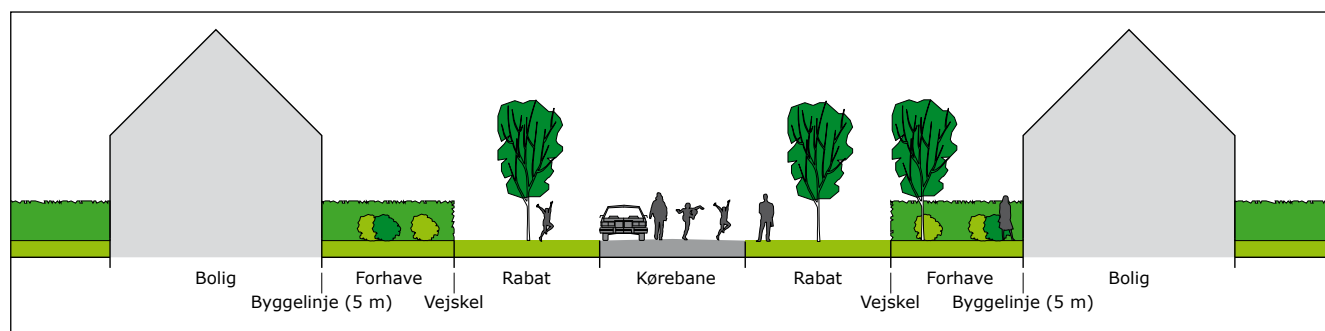 Bolig Forhave Rabat Kørebane Rabat Forhave Bolig
Byggelinje (5 m) Vejskel Vejskel Byggelinje (5 m)